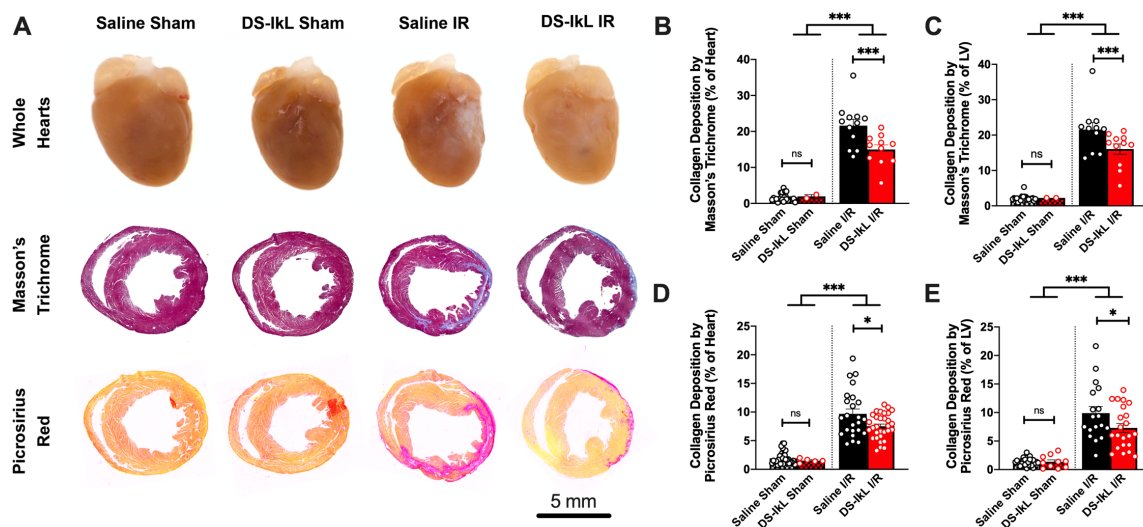 A
Saline Sham
DS-IkL Sham
Saline IR
DS-IkL IR
Whole
Hearts
Masson's
Trichrome
Picrosirius
Red
5 mm
B
Collagen Deposition by
Masson's Trichrome (% of Heart)
40
30
20
10
0
***
***
ns
Saline Sham
DS-IkL Sham
Saline I/R
DS-IkL I/R
C
Collagen Deposition by
Masson's Trichrome (% of LV)
40
30
20
10
0
***
***
ns
Saline Sham
DS-IkL Sham
Saline I/R
DS-IkL I/R
D
Collagen Deposition by
Picrosirius Red (% of Heart)
25
20
15
10
5
0
***
*
ns
Saline Sham
DS-IkL Sham
Saline I/R
DS-IkL I/R
E
Collagen Deposition by
Picrosirius Red (% of LV)
25
20
15
10
5
0
***
*
ns
Saline Sham
DS-IkL Sham
Saline I/R
DS-IkL I/R